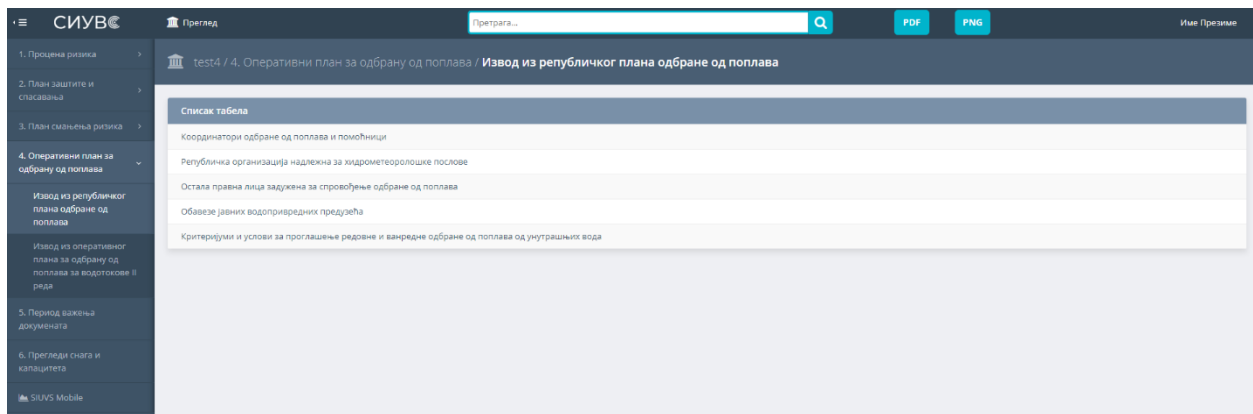 СИУВС
Преглед
Претрага...
PDF
PNG
Име Презиме
1. Процена ризика
2. План заштите и
спасавања
3. План смањења ризика
4. Оперативни план за
одбрану од поплава
Извод из републичког
плана одбране од
поплава
Извод из оперативног
плана за одбрану од
поплава за водотокове II
реда
5. Период важења
докумената
6. Прегледи снага и
капацитета
SIUVS Mobile
test4 / 4. Оперативни план за одбрану од поплава / Извод из републичког плана одбране од поплава
Списак табела
Координатори одбране од поплава и помоћници
Републичка организација надлежна за хидрометеоролошке послове
Остала правна лица задужена за спровођење одбране од поплава
Обавезе јавних водопривредних предузећа
Критеријуми и услови за проглашење редовне и ванредне одбране од поплава од унутрашњих вода